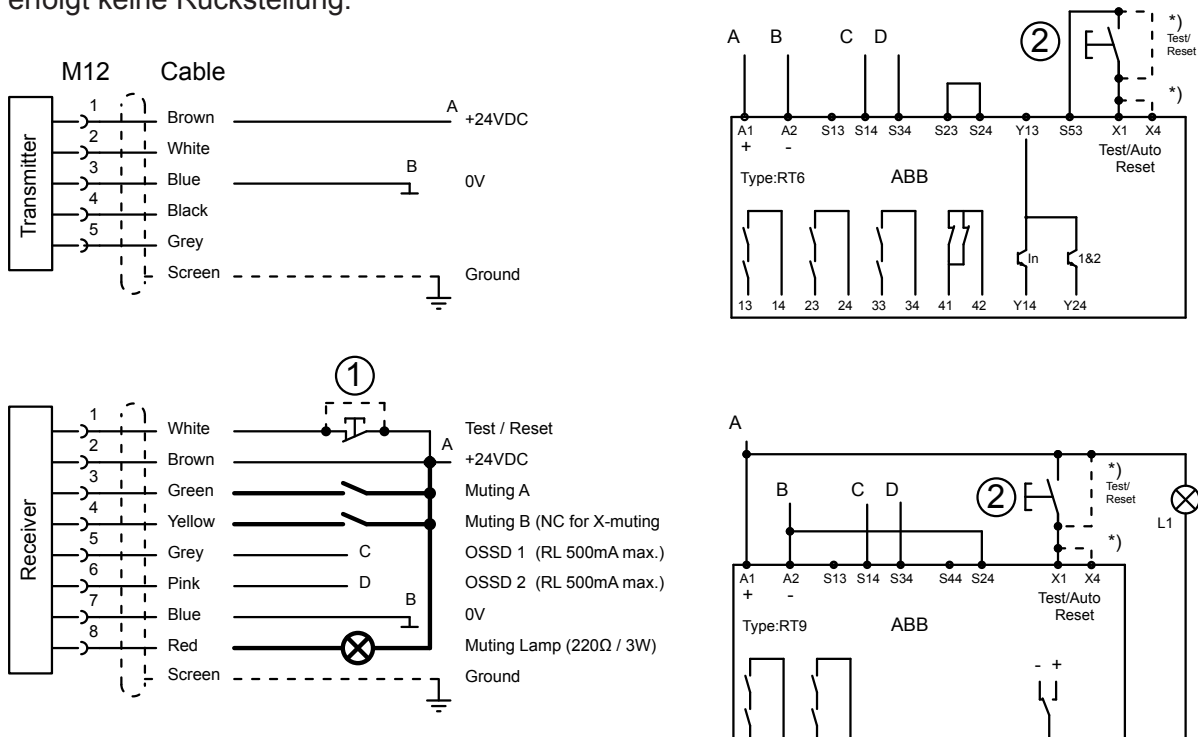 erfolgt keine Rückstellung.
M12 Cable
Transmitter
1 Brown A +24VDC
2 White
3 Blue B 0V
4 Black
5 Grey
Screen Ground
1
Receiver
1 White Test / Reset
2 Brown A +24VDC
3 Green Muting A
4 Yellow Muting B (NC for X-muting
5 Grey C OSSD 1 (RL 500mA max.)
6 Pink D OSSD 2 (RL 500mA max.)
7 Blue B 0V
8 Red Muting Lamp (220Ω / 3W)
Screen Ground
A B C D 2 *)
Test/
Reset
*)
A1 A2 S13 S14 S34 S23 S24 Y13 S53 X1 X4
+ - Test/Auto
Reset
Type:RT6 ABB
In 1&2
13 14 23 24 33 34 41 42 Y14 Y24
A
B C D 2 *)
Test/
Reset
L1
*)
A1 A2 S13 S14 S34 S44 S24 X1 X4
+ - Test/Auto
Reset
Type:RT9 ABB
- +